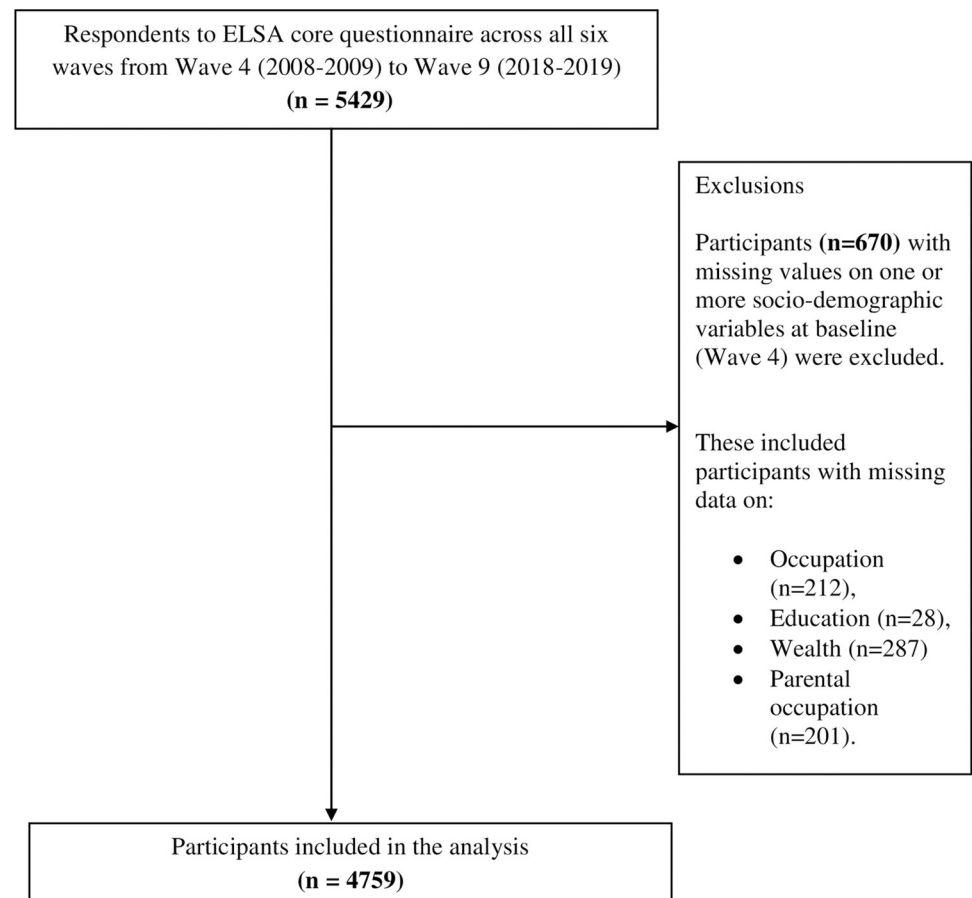 Respondents to ELSA core questionnaire across all six
waves from Wave 4 (2008-2009) to Wave 9 (2018-2019)
(n = 5429)
Exclusions
Participants (n=670) with
missing values on one or
more socio-demographic
variables at baseline
(Wave 4) were excluded.
These included
participants with missing
data on:
• Occupation
(n=212),
• Education (n=28),
• Wealth (n=287)
• Parental
occupation
(n=201).
Participants included in the analysis
(n = 4759)